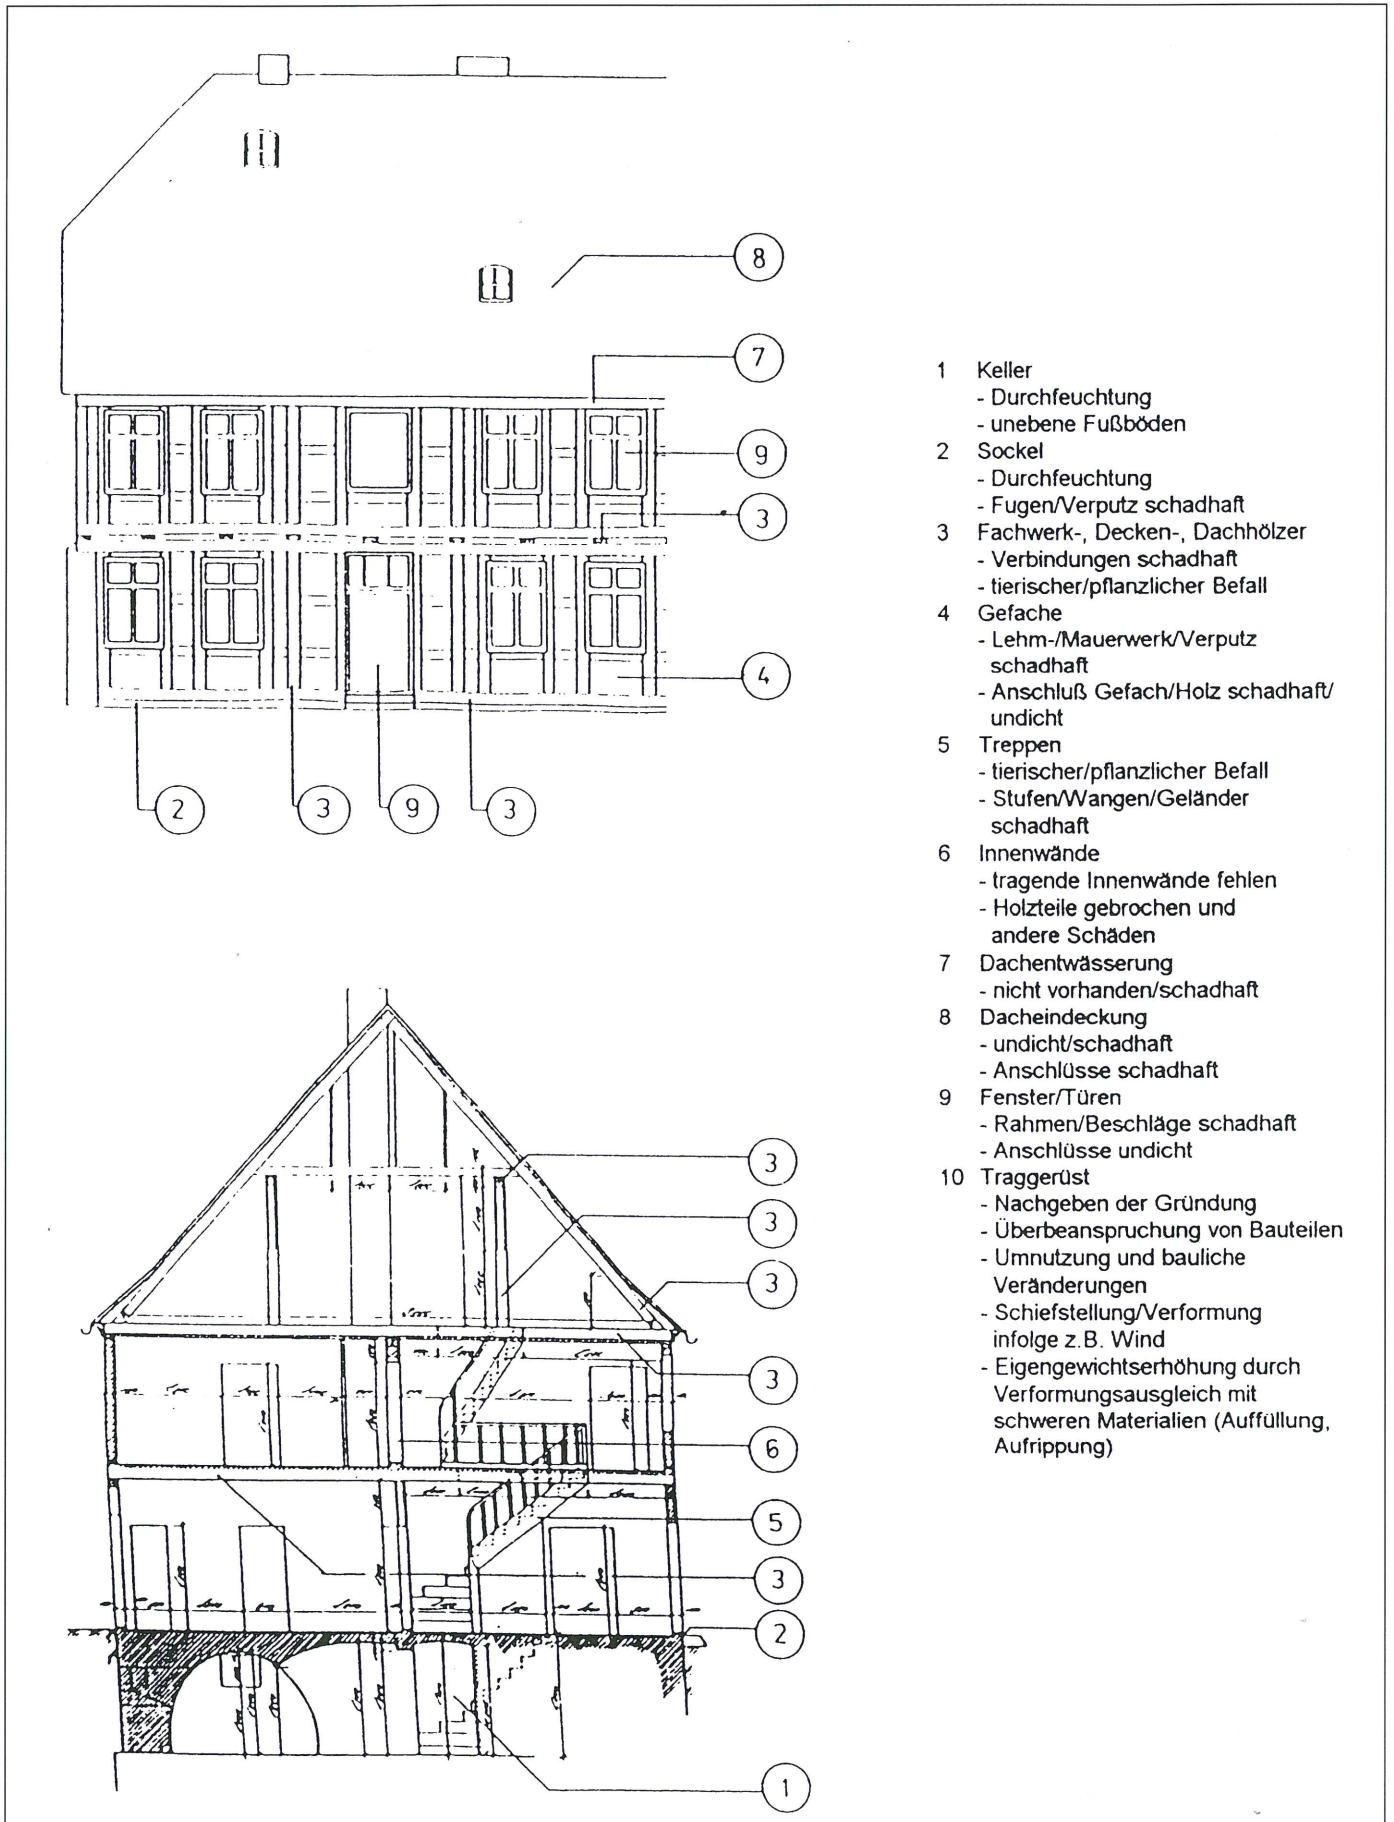 8
7
9
3
4
2
3
9
3
1 Keller
- Durchfeuchtung
- unebene Fußböden
2 Sockel
- Durchfeuchtung
- Fugen/Verputz schadhaft
3 Fachwerk-, Decken-, Dachhölzer
- Verbindungen schadhaft
- tierischer/pflanzlicher Befall
4 Gefache
- Lehm-/Mauerwerk/Verputz
schadhaft
- Anschluß Gefach/Holz schadhaft/
undicht
5 Treppen
- tierischer/pflanzlicher Befall
- Stufen/Wangen/Geländer
schadhaft
6 Innenwände
- tragende Innenwände fehlen
- Holzteile gebrochen und
andere Schäden
7 Dachentwässerung
- nicht vorhanden/schadhaft
8 Dacheindeckung
- undicht/schadhaft
- Anschlüsse schadhaft
9 Fenster/Türen
- Rahmen/Beschläge schadhaft
- Anschlüsse undicht
10 Traggerüst
- Nachgeben der Gründung
- Überbeanspruchung von Bauteilen
- Umnutzung und bauliche
Veränderungen
- Schiefstellung/Verformung
infolge z.B. Wind
- Eigengewichtserhöhung durch
Verformungsausgleich mit
schweren Materialien (Auffüllung,
Aufrippung)
3
3
3
3
6
5
3
2
1